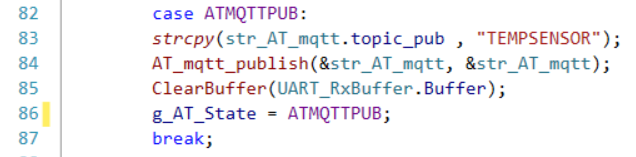 82 case ATMQTTPUB:
83 strcpy(str_AT_mqtt.topic_pub , "TEMPSENSOR");
84 AT_mqtt_publish(&str_AT_mqtt, &str_AT_mqtt);
85 ClearBuffer(UART_RxBuffer.Buffer);
86 g_AT_State = ATMQTTPUB;
87 break;